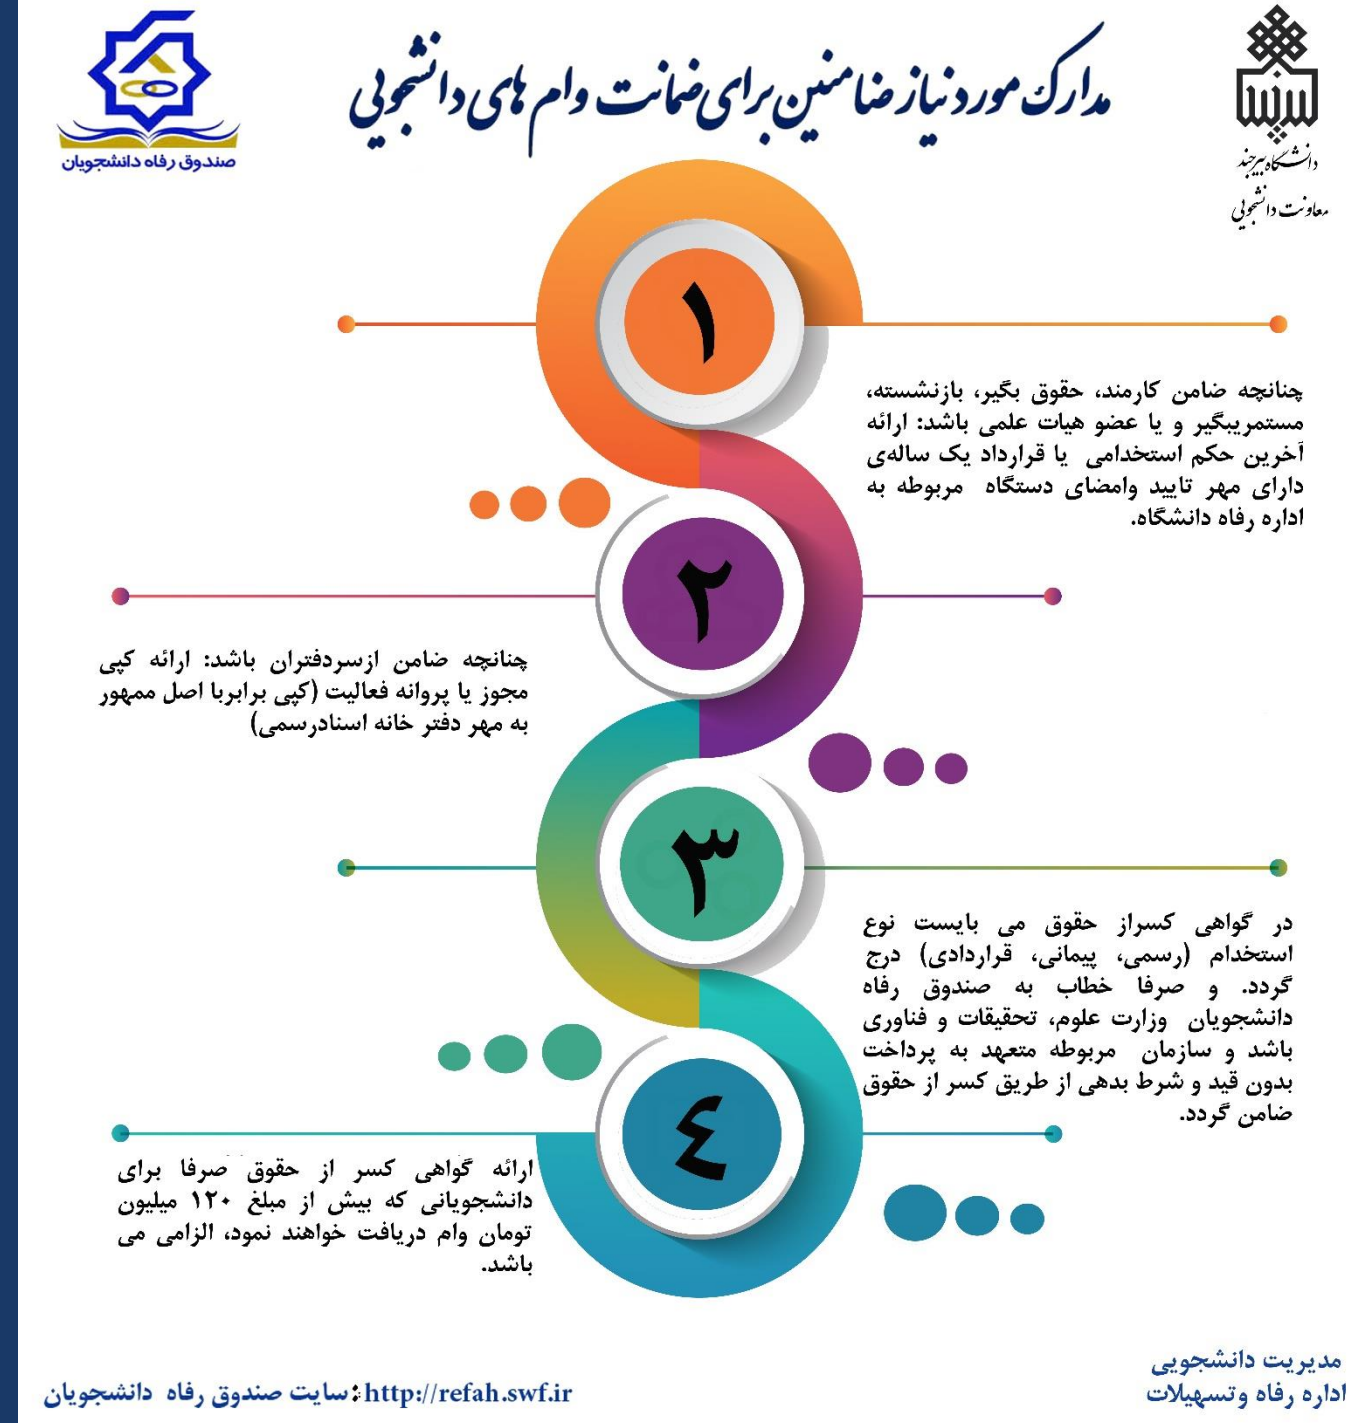 مدارک مورد نیاز ضامنین برای ضمانت وام های دانشجویی
صندوق رفاه دانشجویان
بیرجند
دانشگاه بیرجند
معاونت دانشجویی
۱
چنانچه ضامن کارمند، حقوق بگیر، بازنشسته،
مستمریبگیر و یا عضو هیات علمی باشد: ارائه
آخرین حکم استخدامی یا قرارداد یک ساله‌ی
دارای مهر تایید وامضای دستگاه مربوطه به
اداره رفاه دانشگاه.
۲
چنانچه ضامن ازسردفتران باشد: ارائه کپی
مجوز یا پروانه فعالیت (کپی برابربا اصل ممهور
به مهر دفتر خانه اسنادرسمی)
۳
در گواهی کسراز حقوق می بایست نوع
استخدام (رسمی، پیمانی، قراردادی) درج
گردد. و صرفا خطاب به صندوق رفاه
دانشجویان وزارت علوم، تحقیقات و فناوری
باشد و سازمان مربوطه متعهد به پرداخت
بدون قید و شرط بدهی از طریق کسر از حقوق
ضامن گردد.
٤
ارائه گواهی کسر از حقوق صرفا برای
دانشجویانی که بیش از مبلغ ۱۲۰ میلیون
تومان وام دریافت خواهند نمود، الزامی می
باشد.
مدیریت دانشجویی
اداره رفاه وتسهیلات
سایت صندوق رفاه دانشجویان: http://refah.swf.ir